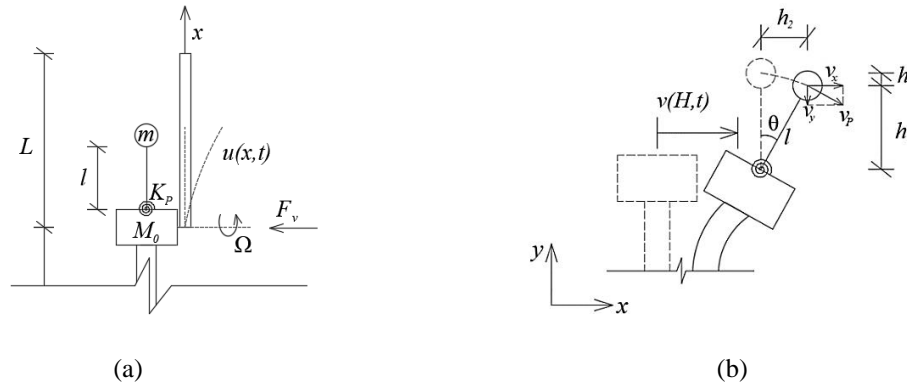 x
L
m
l
u(x,t)
K_P
M_0
F_v
Ω
(a)
h_2
v_x
h
v(H,t)
θ
v_y
v_P
l
h
y
x
(b)